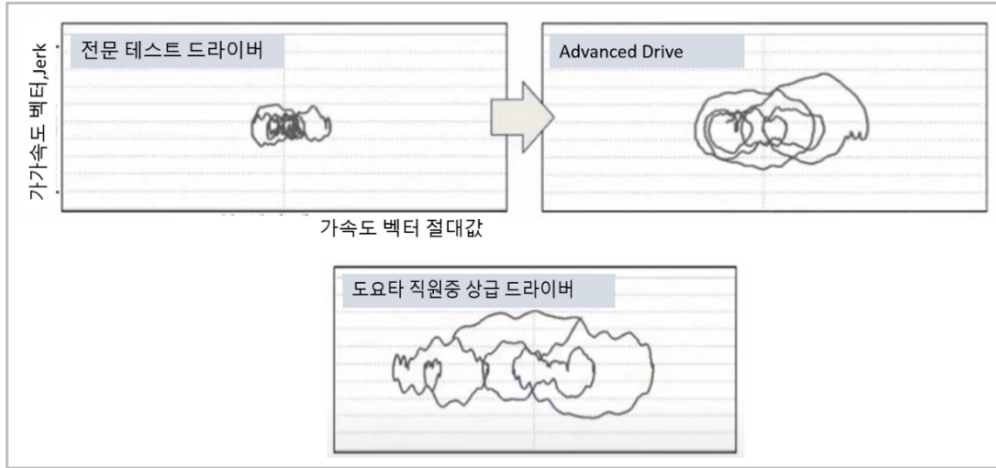 전문 테스트 드라이버
Advanced Drive
가가속도 벡터,Jerk
가속도 벡터 절대값
도요타 직원중 상급 드라이버